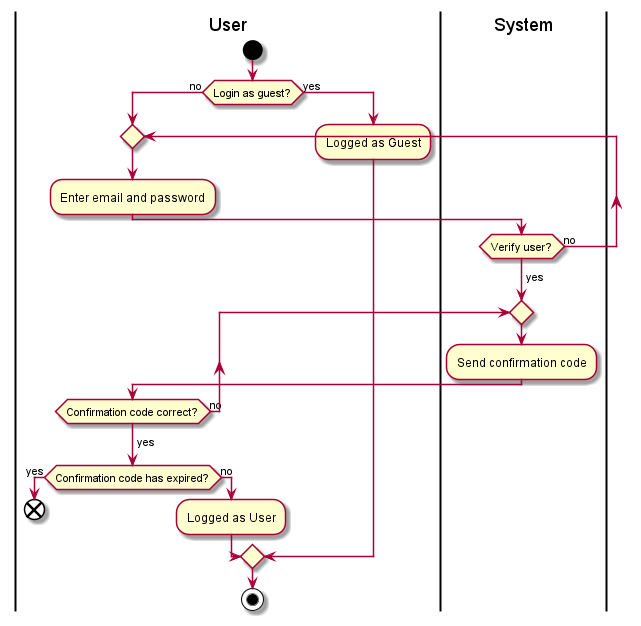 User
System
no
Login as guest?
yes
Logged as Guest
Enter email and password
Verify user?
no
yes
Send confirmation code
Confirmation code correct?
no
yes
yes
Confirmation code has expired?
no
Logged as User